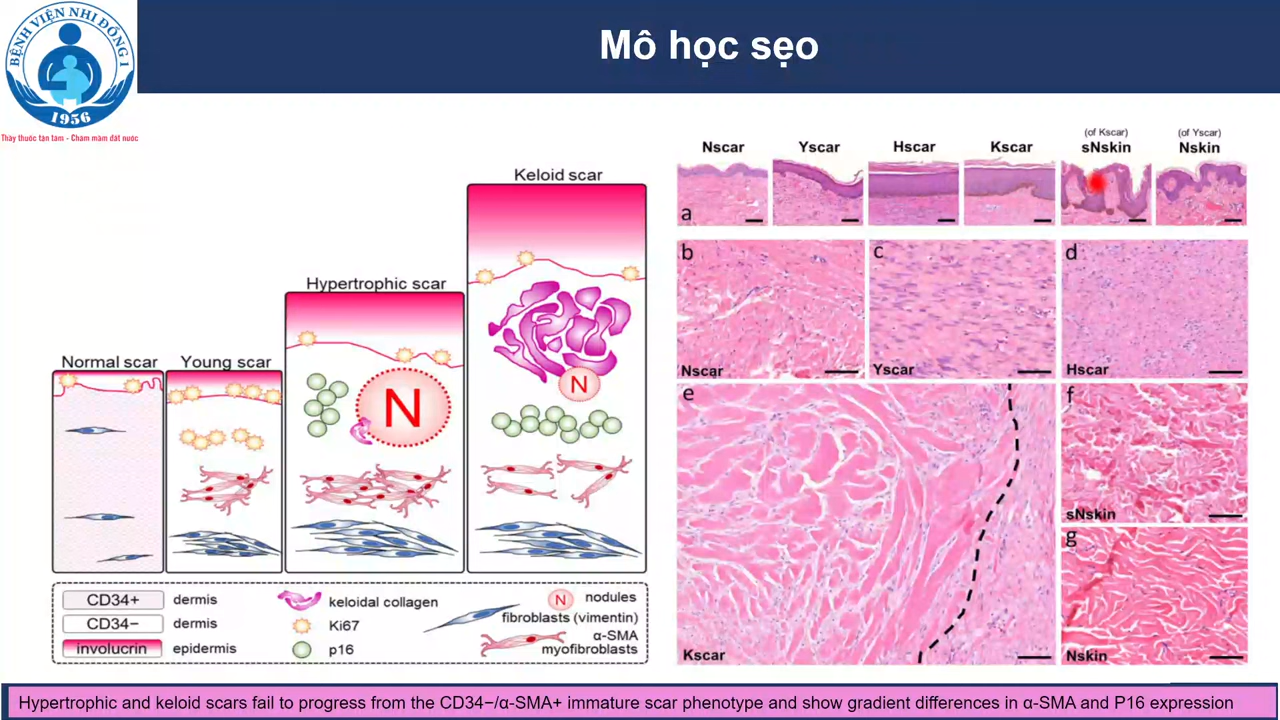 BỆNH VIỆN NHI ĐỒNG 1
1956
Thầy thuốc tận tâm - Chăm mầm đất nước
Mô học sẹo
Keloid scar
Hypertrophic scar
Normal scar
Young scar
N
N
CD34+ dermis
CD34− dermis
involucrin epidermis
keloidal collagen
Ki67
p16
N nodules
fibroblasts (vimentin)
α-SMA
myofibroblasts
(of Kscar) (of Yscar)
Nscar Yscar Hscar Kscar sNskin Nskin
a
b
Nscar
c
Yscar
d
Hscar
e
Kscar
f
sNskin
g
Nskin
Hypertrophic and keloid scars fail to progress from the CD34−/α-SMA+ immature scar phenotype and show gradient differences in α-SMA and P16 expression